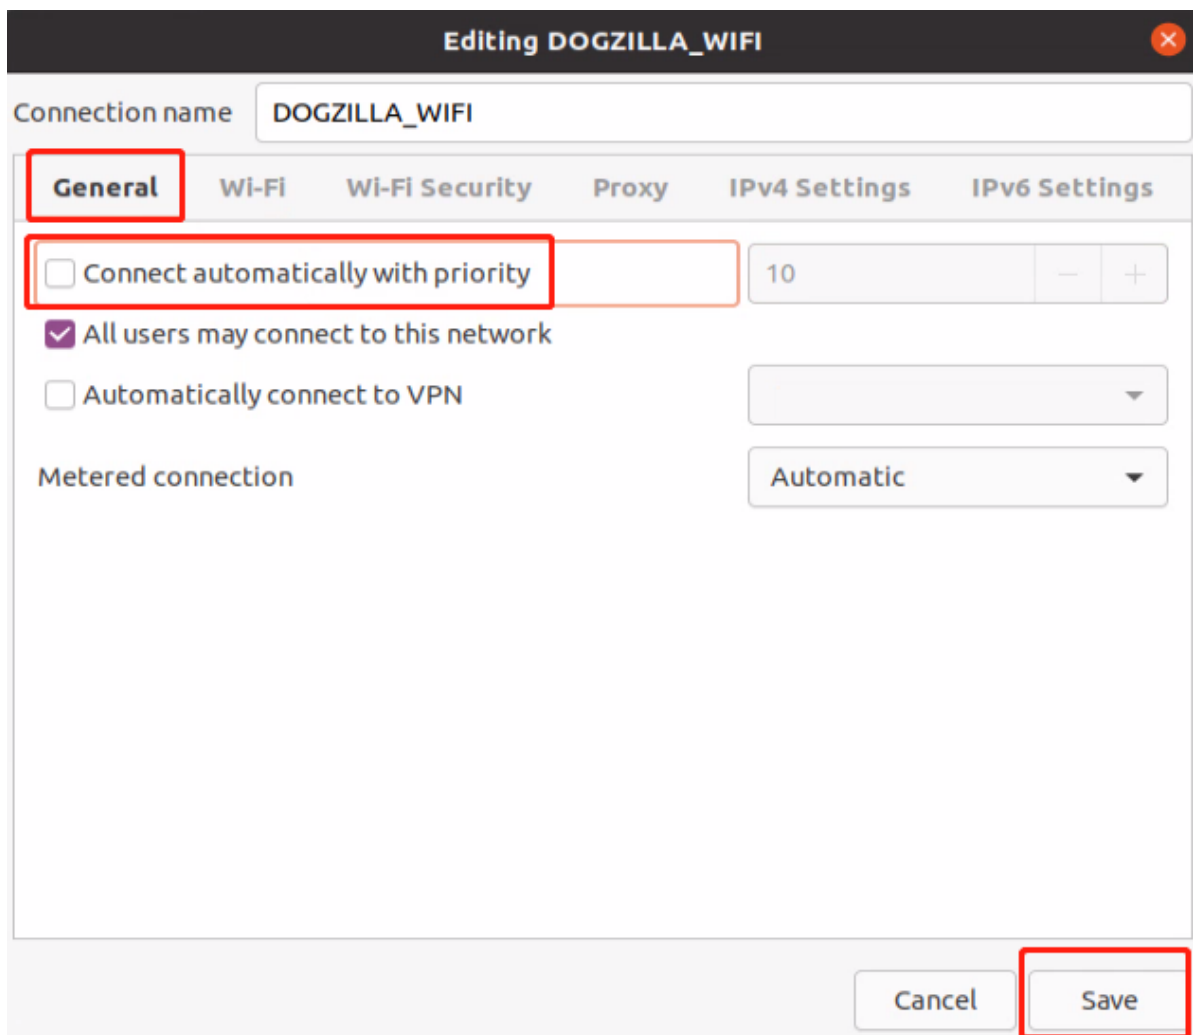 Editing DOGZILLA_WIFI
Connection name DOGZILLA_WIFI
General Wi-Fi Wi-Fi Security Proxy IPv4 Settings IPv6 Settings
Connect automatically with priority 10 − +
All users may connect to this network
Automatically connect to VPN
Metered connection Automatic
Cancel Save